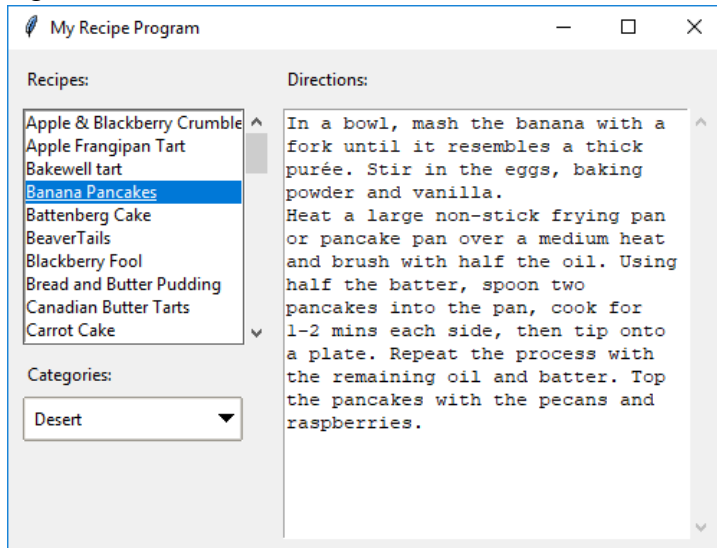 My Recipe Program
Recipes:
Apple & Blackberry Crumble
Apple Frangipan Tart
Bakewell tart
Banana Pancakes
Battenberg Cake
BeaverTails
Blackberry Fool
Bread and Butter Pudding
Canadian Butter Tarts
Carrot Cake
Categories:
Desert
Directions:
In a bowl, mash the banana with a
fork until it resembles a thick
purée. Stir in the eggs, baking
powder and vanilla.
Heat a large non-stick frying pan
or pancake pan over a medium heat
and brush with half the oil. Using
half the batter, spoon two
pancakes into the pan, cook for
1-2 mins each side, then tip onto
a plate. Repeat the process with
the remaining oil and batter. Top
the pancakes with the pecans and
raspberries.